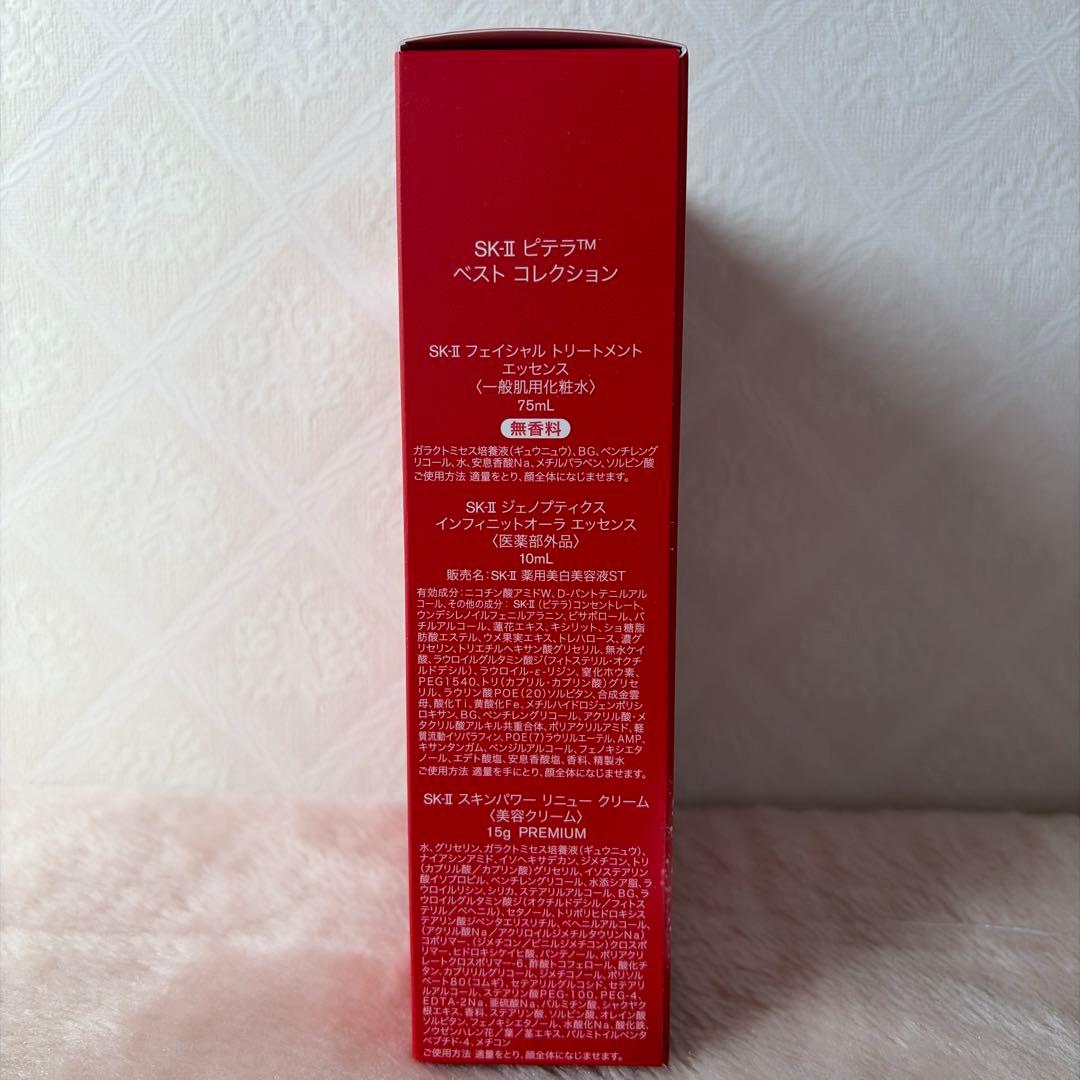 SK-II ピテラ™
ベスト コレクション
SK-II フェイシャル トリートメント
エッセンス
〈一般肌用化粧水〉
75mL
無香料
ガラクトミセス培養液(ギュウニュウ)、BG、ペンチレング
リコール、水、安息香酸Na、メチルパラベン、ソルビン酸
ご使用方法 適量をとり、顔全体になじませます。
SK-II ジェノプティクス
インフィニットオーラ エッセンス
〈医薬部外品〉
10mL
販売名：SK-II 薬用美白美容液ST
有効成分：ニコチン酸アミドW、D-パントテニルアル
コール、その他の成分： SK-II (ピテラ)コンセントレート、
ウンデシレノイルフェニルアラニン、ビサボロール、バ
チルアルコール、蓮花エキス、キシリット、ショ糖脂
肪酸エステル、ウメ果実エキス、トレハロース、濃グ
リセリン、トリエチルヘキサン酸グリセリル、無水ケイ
酸、ラウロイルグルタミン酸ジ(フィトステリル・オクチ
ルドデシル)、ラウロイル-ε-リジン、窒化ホウ素、
PEG1540、トリ(カプリル・カプリン酸)グリセ
リル、ラウリン酸POE(20)ソルビタン、合成金雲
母、酸化Ti、黄酸化Fe、メチルハイドロジェンポリシ
ロキサン、BG、ペンチレングリコール、アクリル酸・メ
タクリル酸アルキル共重合体、ポリアクリルアミド、軽
質流動イソパラフィン、POE(7)ラウリルエーテル、AMP、
キサンタンガム、ベンジルアルコール、フェノキシエタ
ノール、エデト酸塩、安息香酸塩、香料、精製水
ご使用方法 適量を手にとり、顔全体になじませます。
SK-II スキンパワー リニュー クリーム
〈美容クリーム〉
15g PREMIUM
水、グリセリン、ガラクトミセス培養液(ギュウニュウ)、
ナイアシンアミド、イソヘキサデカン、ジメチコン、トリ
(カプリル酸／カプリン酸)グリセリル、イソステアリン
酸イソプロピル、ペンチレングリコール、水添シア脂、ラ
ウロイルリシン、シリカ、ステアリルアルコール、BG、ラ
ウロイルグルタミン酸ジ(オクチルドデシル／フィトス
テリル／ベヘニル)、セタノール、トリポリヒドロキシス
テアリン酸ジペンタエリスリチル、ベヘニルアルコール、
(アクリル酸Na／アクリロイルジメチルタウリンNa)
コポリマー、(ジメチコン／ビニルジメチコン)クロスポ
リマー、ヒドロキシケイヒ酸、パンテノール、ポリアクリ
レートクロスポリマー-6、酢酸トコフェロール、酸化チ
タン、カプリリルグリコール、ジメチコノール、ポリソル
ベート80(コムギ)、セテアリルグルコシド、セテアリ
ルアルコール、ステアリン酸PEG-100、PEG-4、
EDTA-2Na、亜硫酸Na、パルミチン酸、シャクヤク
根エキス、香料、ステアリン酸、ソルビン酸、オレイン酸
ソルビタン、フェノキシエタノール、水酸化Na、酸化鉄、
ノウゼンハレン花／葉／茎エキス、パルミトイルペンタ
ペプチド-4、メチコン
ご使用方法 適量をとり、顔全体になじませます。